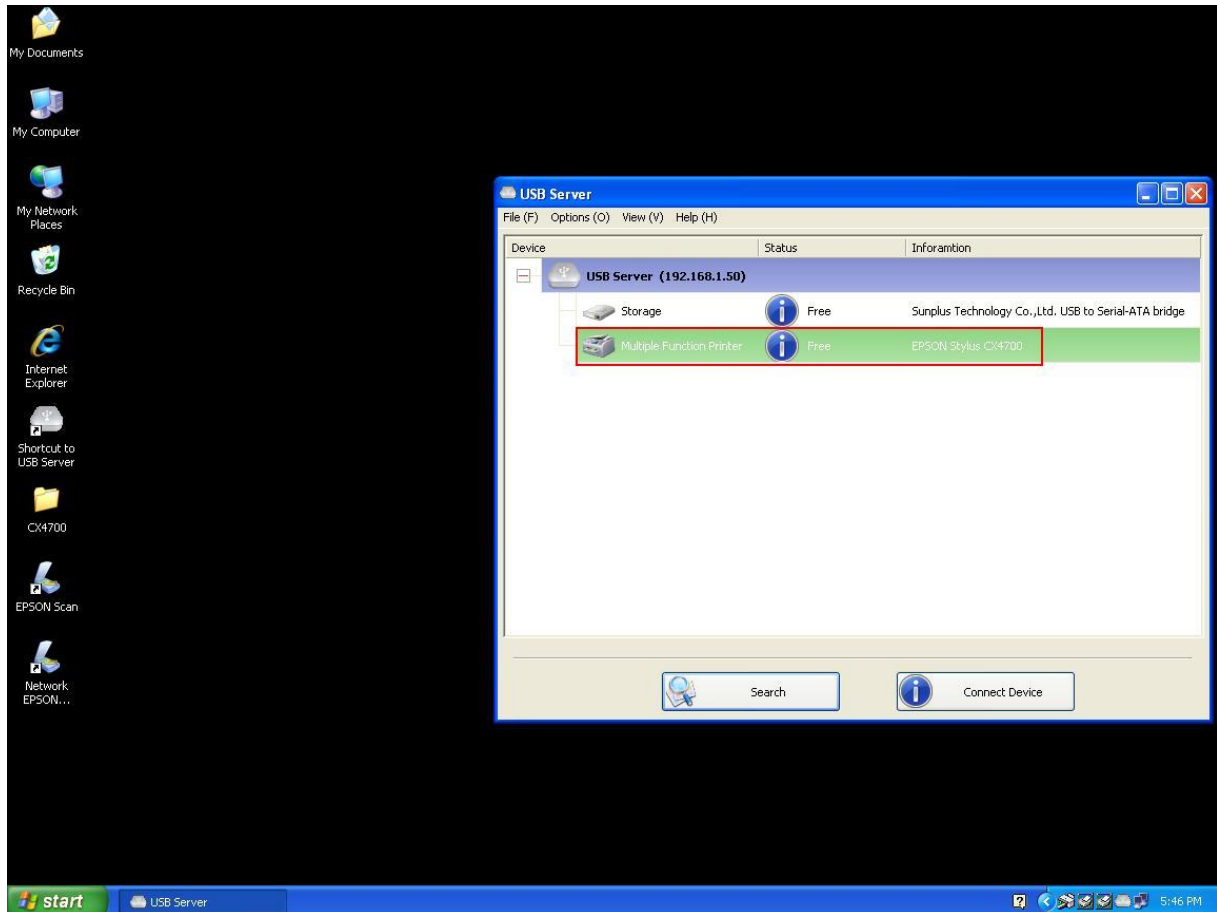 My Documents
My Computer
My Network
Places
Recycle Bin
Internet
Explorer
Shortcut to
USB Server
CX4700
EPSON Scan
Network
EPSON...
USB Server
File (F) Options (O) View (V) Help (H)
Device Status Inforamtion
USB Server (192.168.1.50)
Storage Free Sunplus Technology Co.,Ltd. USB to Serial-ATA bridge
Multiple Function Printer Free EPSON Stylus CX4700
Search Connect Device
start USB Server 5:46 PM